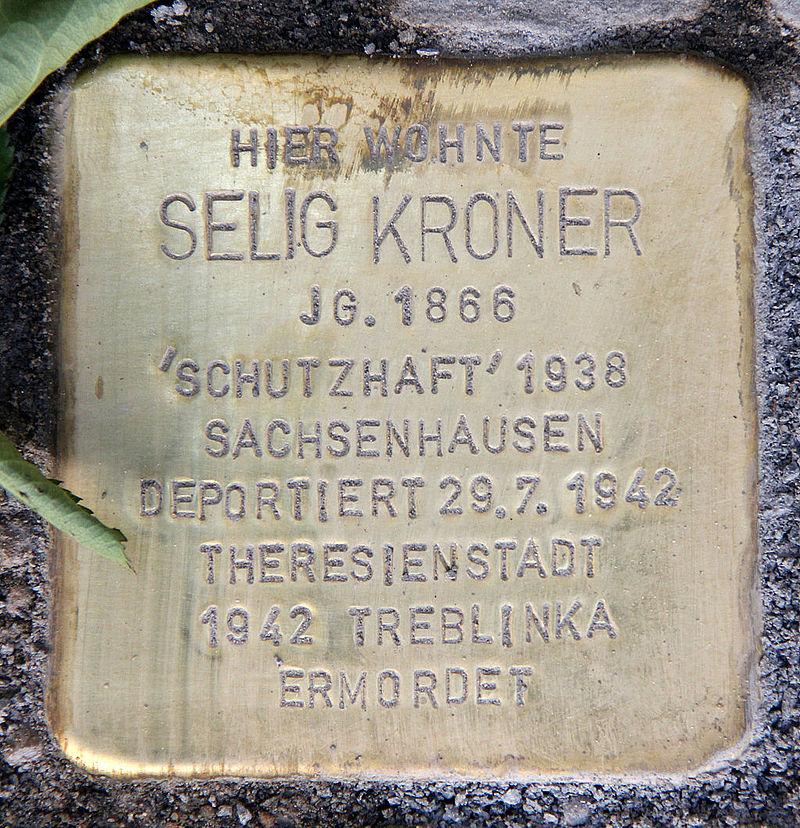 HIER WOHNTE
SELIG KRONER
JG. 1866
'SCHUTZHAFT' 1938
SACHSENHAUSEN
DEPORTIERT 29.7. 1942
THERESIENSTADT
1942 TREBLINKA
ERMORDET